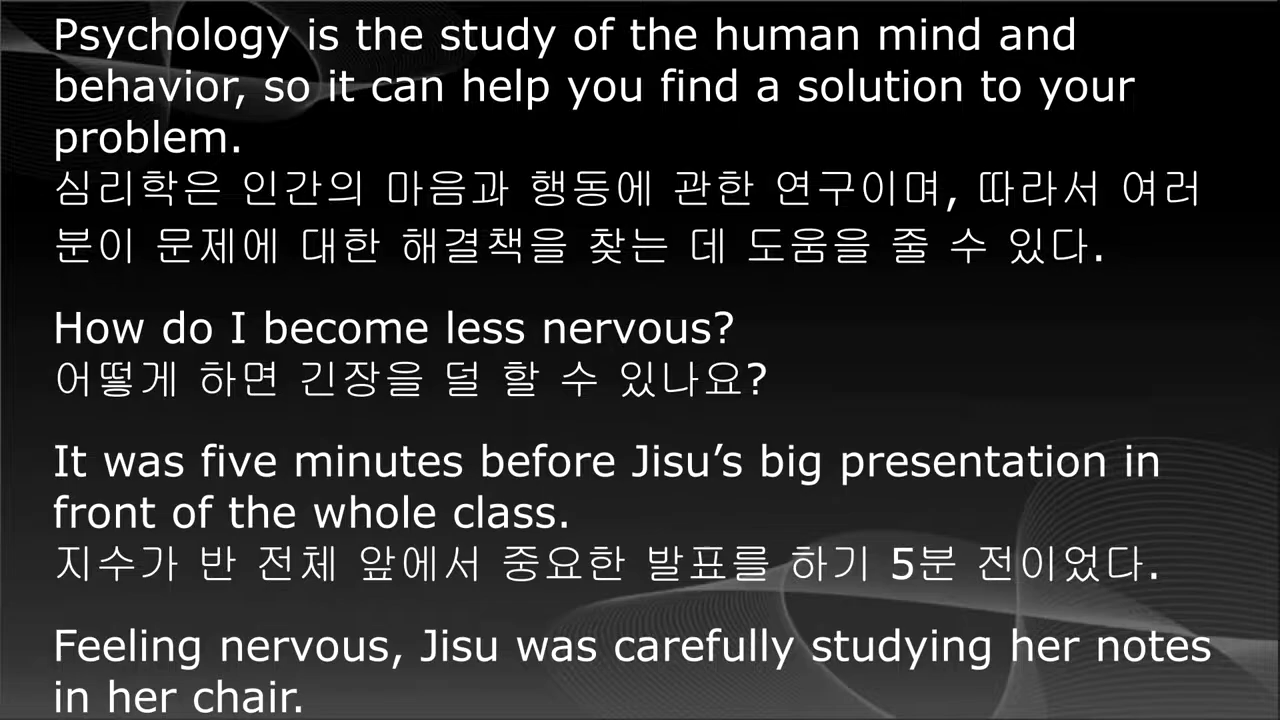 Psychology is the study of the human mind and
behavior, so it can help you find a solution to your
problem.
심리학은 인간의 마음과 행동에 관한 연구이며, 따라서 여러
분이 문제에 대한 해결책을 찾는 데 도움을 줄 수 있다.
How do I become less nervous?
어떻게 하면 긴장을 덜 할 수 있나요?
It was five minutes before Jisu’s big presentation in
front of the whole class.
지수가 반 전체 앞에서 중요한 발표를 하기 5분 전이었다.
Feeling nervous, Jisu was carefully studying her notes
in her chair.